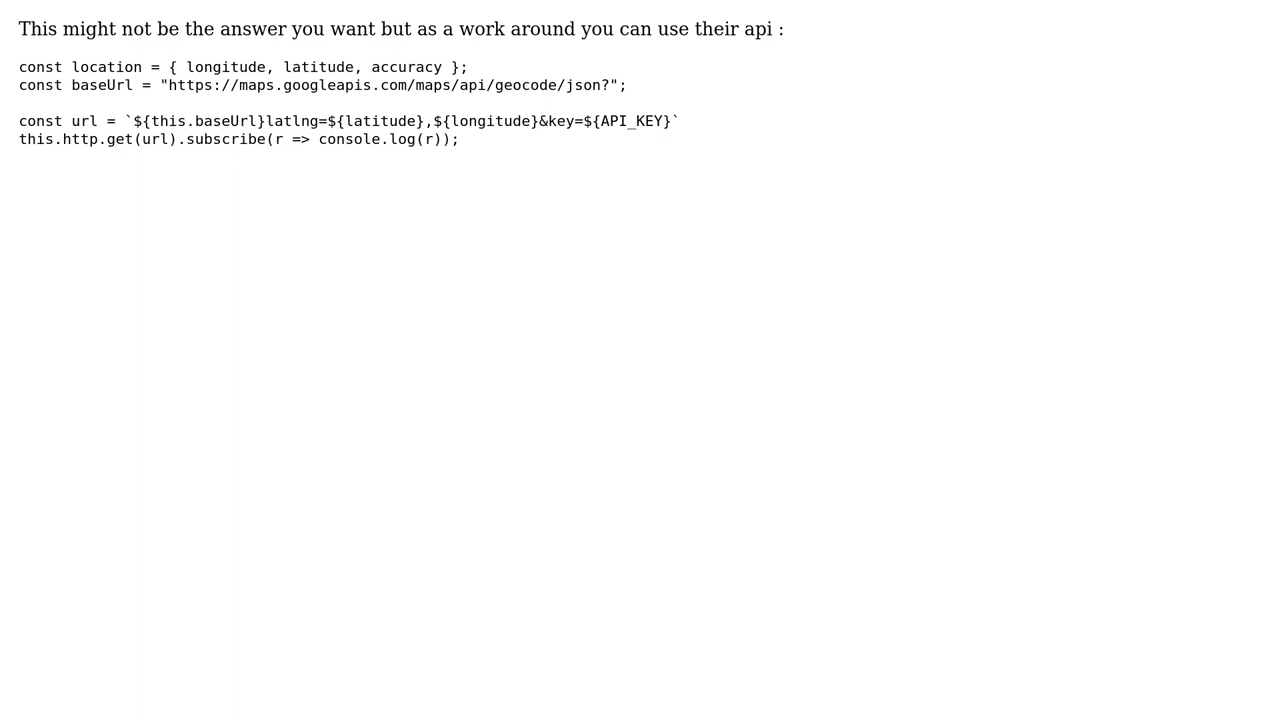 This might not be the answer you want but as a work around you can use their api :
const location = { longitude, latitude, accuracy };
const baseUrl = "https://maps.googleapis.com/maps/api/geocode/json?";
const url = `${this.baseUrl}latlng=${latitude},${longitude}&key=${API_KEY}`
this.http.get(url).subscribe(r => console.log(r));